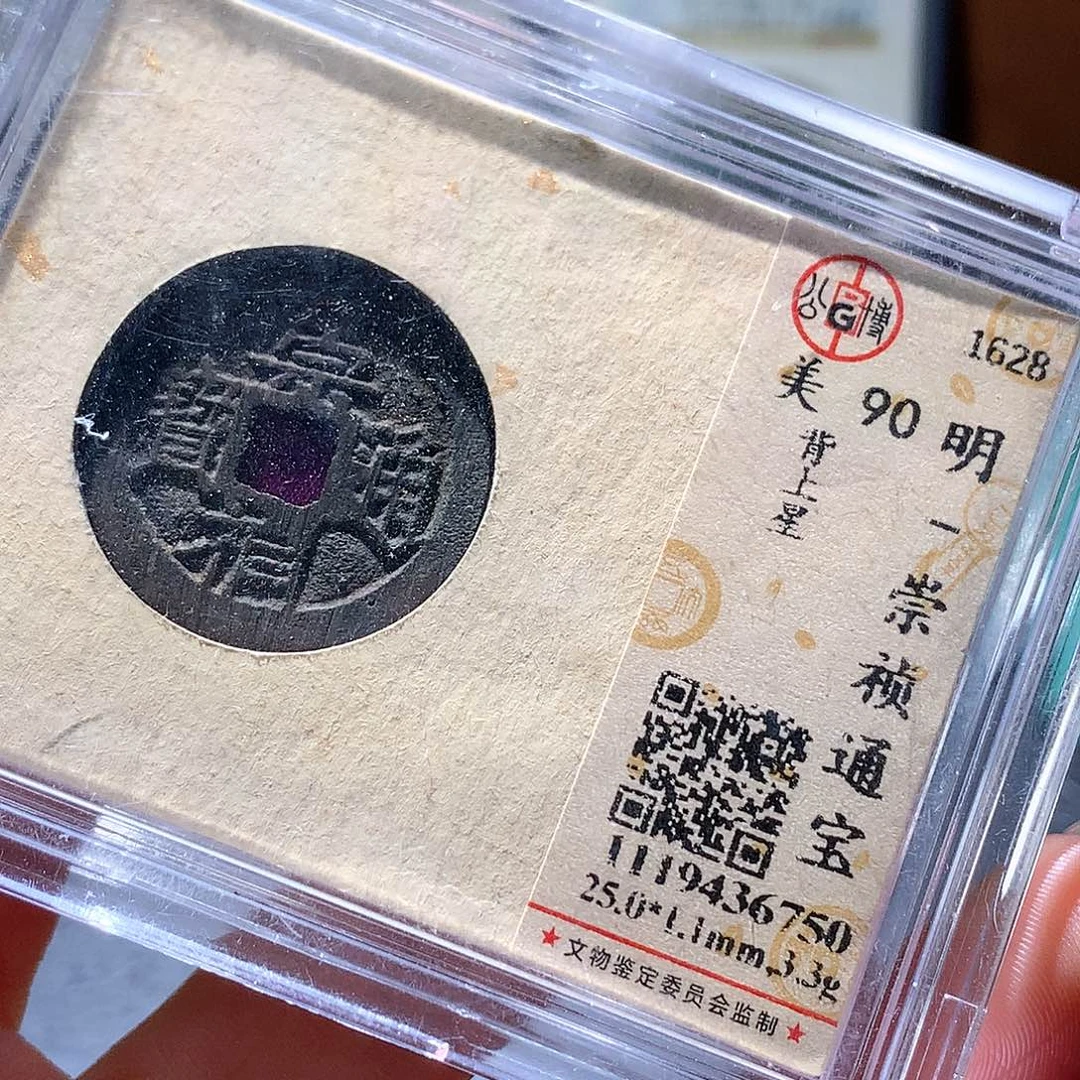 崇禎通寶
公博
G
1628
明-崇祯通宝
美 90
背上星
1119436750
25.0*1.1mm,3.3g
★文物鉴定委员会监制★